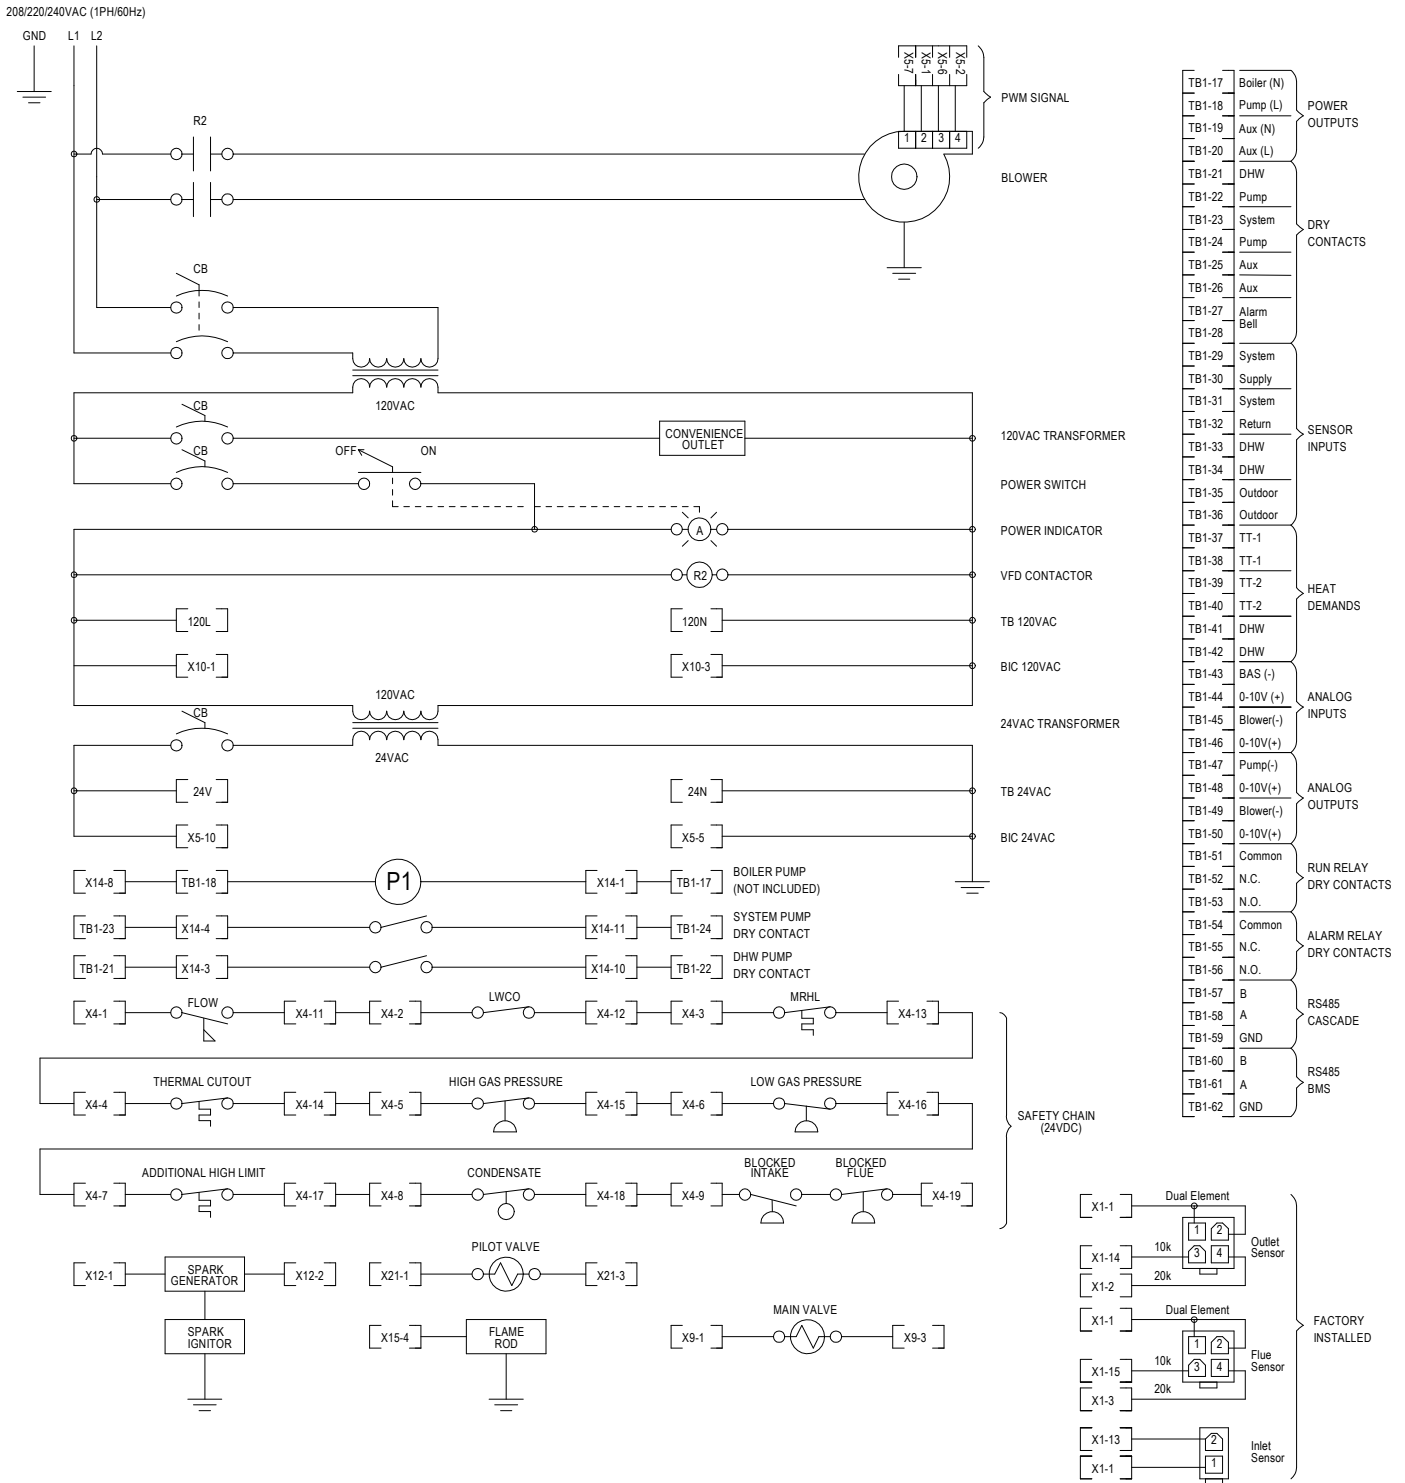 208/220/240VAC (1PH/60Hz)
GND L1 L2
X5-7 X5-1 X5-6 X5-2
PWM SIGNAL
R2
1 2 3 4
BLOWER
CB
120VAC
CB
CONVENIENCE
OUTLET
120VAC TRANSFORMER
CB
OFF ON
POWER SWITCH
A
POWER INDICATOR
R2
VFD CONTACTOR
120L 120N TB 120VAC
X10-1 X10-3 BIC 120VAC
120VAC
CB
24VAC TRANSFORMER
24VAC
24V 24N TB 24VAC
X5-10 X5-5 BIC 24VAC
X14-8 TB1-18 P1 X14-1 TB1-17
BOILER PUMP
(NOT INCLUDED)
TB1-23 X14-4 X14-11 TB1-24
SYSTEM PUMP
DRY CONTACT
TB1-21 X14-3 X14-10 TB1-22
DHW PUMP
DRY CONTACT
FLOW LWCO MRHL
X4-1 X4-11 X4-2 X4-12 X4-3 X4-13
THERMAL CUTOUT HIGH GAS PRESSURE LOW GAS PRESSURE
X4-4 X4-14 X4-5 X4-15 X4-6 X4-16
SAFETY CHAIN
(24VDC)
ADDITIONAL HIGH LIMIT CONDENSATE
BLOCKED
INTAKE
BLOCKED
FLUE
X4-7 X4-17 X4-8 X4-18 X4-9 X4-19
PILOT VALVE
X12-1
SPARK
GENERATOR
X12-2 X21-1 X21-3
SPARK
IGNITOR
X15-4
FLAME
ROD
MAIN VALVE
X9-1 X9-3
TB1-17 Boiler (N)
TB1-18 Pump (L)
TB1-19 Aux (N)
TB1-20 Aux (L)
POWER
OUTPUTS
TB1-21 DHW
TB1-22 Pump
TB1-23 System
TB1-24 Pump
TB1-25 Aux
TB1-26 Aux
TB1-27 Alarm
Bell
TB1-28
DRY
CONTACTS
TB1-29 System
TB1-30 Supply
TB1-31 System
TB1-32 Return
TB1-33 DHW
TB1-34 DHW
TB1-35 Outdoor
TB1-36 Outdoor
SENSOR
INPUTS
TB1-37 TT-1
TB1-38 TT-1
TB1-39 TT-2
TB1-40 TT-2
TB1-41 DHW
TB1-42 DHW
HEAT
DEMANDS
TB1-43 BAS (-)
TB1-44 0-10V (+)
TB1-45 Blower(-)
TB1-46 0-10V(+)
ANALOG
INPUTS
TB1-47 Pump(-)
TB1-48 0-10V(+)
TB1-49 Blower(-)
TB1-50 0-10V(+)
ANALOG
OUTPUTS
TB1-51 Common
TB1-52 N.C.
TB1-53 N.O.
RUN RELAY
DRY CONTACTS
TB1-54 Common
TB1-55 N.C.
TB1-56 N.O.
ALARM RELAY
DRY CONTACTS
TB1-57 B
TB1-58 A
TB1-59 GND
RS485
CASCADE
TB1-60 B
TB1-61 A
TB1-62 GND
RS485
BMS
X1-1 Dual Element
1 2
X1-14 10k 3 4
X1-2 20k
Outlet
Sensor
X1-1 Dual Element
1 2
X1-15 10k 3 4
X1-3 20k
Flue
Sensor
FACTORY
INSTALLED
X1-13 2
X1-1 1
Inlet
Sensor